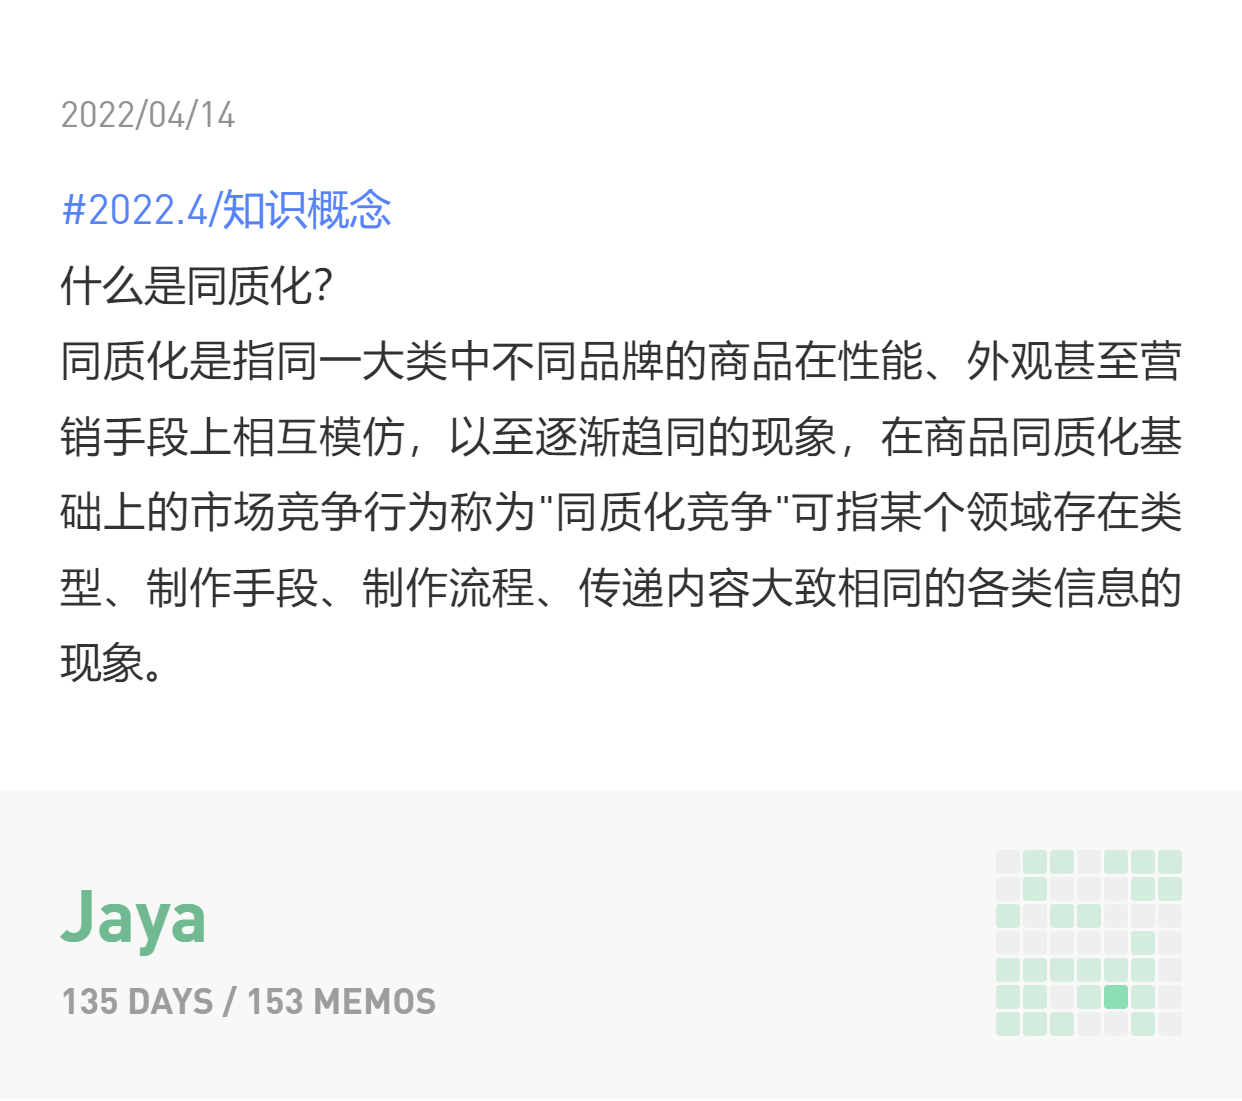 2022/04/14
#2022.4/知识概念
什么是同质化?
同质化是指同一大类中不同品牌的商品在性能、外观甚至营
销手段上相互模仿，以至逐渐趋同的现象，在商品同质化基
础上的市场竞争行为称为"同质化竞争"可指某个领域存在类
型、制作手段、制作流程、传递内容大致相同的各类信息的
现象。
Jaya
135 DAYS / 153 MEMOS